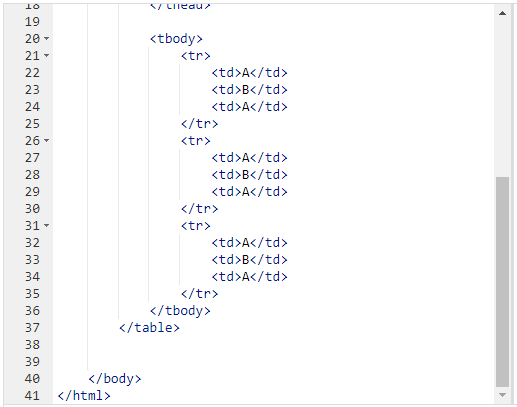 18 </thead>
19
20 <tbody>
21 <tr>
22 <td>A</td>
23 <td>B</td>
24 <td>A</td>
25 </tr>
26 <tr>
27 <td>A</td>
28 <td>B</td>
29 <td>A</td>
30 </tr>
31 <tr>
32 <td>A</td>
33 <td>B</td>
34 <td>A</td>
35 </tr>
36 </tbody>
37 </table>
38
39
40 </body>
41 </html>